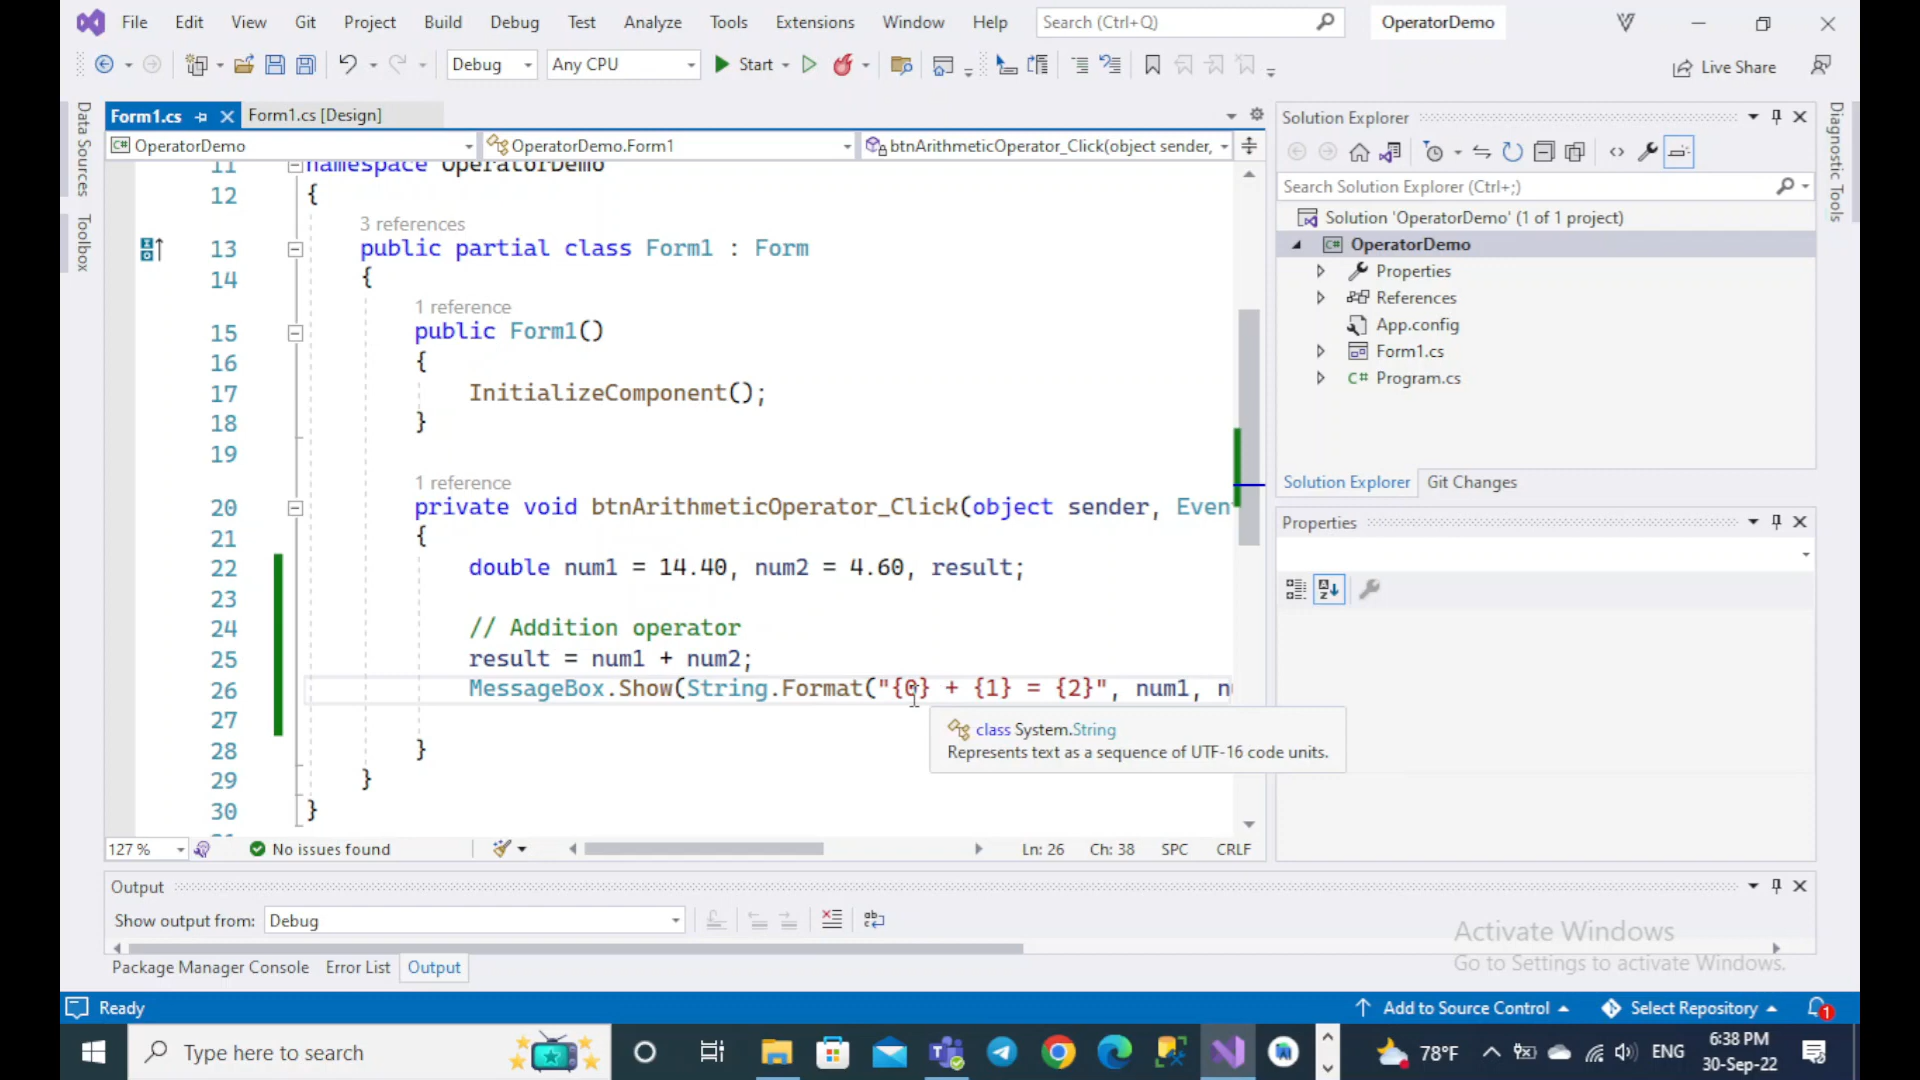 File Edit View Git Project Build Debug Test Analyze Tools Extensions Window Help Search (Ctrl+Q) OperatorDemo
Debug Any CPU Start Live Share
Data Sources
Toolbox
Form1.cs Form1.cs [Design]
OperatorDemo OperatorDemo.Form1 btnArithmeticOperator_Click(object sender,
11 namespace OperatorDemo
12 {
3 references
13 public partial class Form1 : Form
14 {
1 reference
15 public Form1()
16 {
17 InitializeComponent();
18 }
19
1 reference
20 private void btnArithmeticOperator_Click(object sender, Even
21 {
22 double num1 = 14.40, num2 = 4.60, result;
23
24 // Addition operator
25 result = num1 + num2;
26 MessageBox.Show(String.Format("{0} + {1} = {2}", num1, n
27
class System.String
Represents text as a sequence of UTF-16 code units.
28 }
29 }
30 }
127 % No issues found Ln: 26 Ch: 38 SPC CRLF
Solution Explorer
Search Solution Explorer (Ctrl+;)
Solution 'OperatorDemo' (1 of 1 project)
C# OperatorDemo
Properties
References
App.config
Form1.cs
C# Program.cs
Solution Explorer Git Changes
Properties
Diagnostic Tools
Output
Show output from: Debug
Package Manager Console Error List Output
Activate Windows
Go to Settings to activate Windows.
Ready Add to Source Control Select Repository 1
Type here to search 78°F ENG 6:38 PM
30-Sep-22